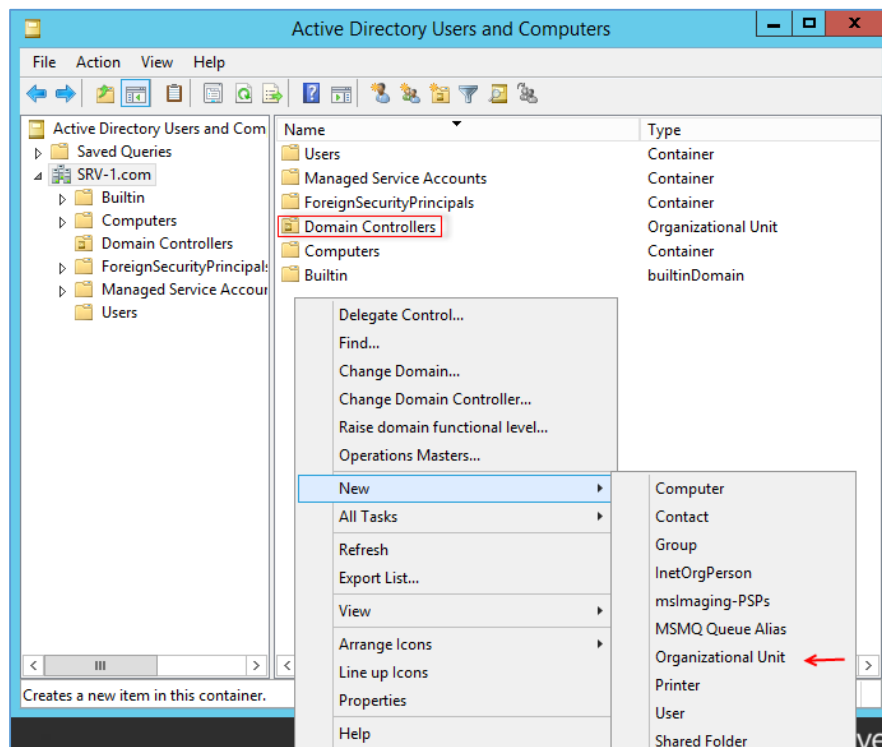 Active Directory Users and Computers
File Action View Help
Active Directory Users and Com
Saved Queries
SRV-1.com
Builtin
Computers
Domain Controllers
ForeignSecurityPrincipals
Managed Service Accour
Users
Name Type
Users Container
Managed Service Accounts Container
ForeignSecurityPrincipals Container
Domain Controllers Organizational Unit
Computers Container
Builtin builtinDomain
Delegate Control...
Find...
Change Domain...
Change Domain Controller...
Raise domain functional level...
Operations Masters...
New
All Tasks
Refresh
Export List...
View
Arrange Icons
Line up Icons
Properties
Help
Computer
Contact
Group
InetOrgPerson
msImaging-PSPs
MSMQ Queue Alias
Organizational Unit
Printer
User
Shared Folder
Creates a new item in this container.